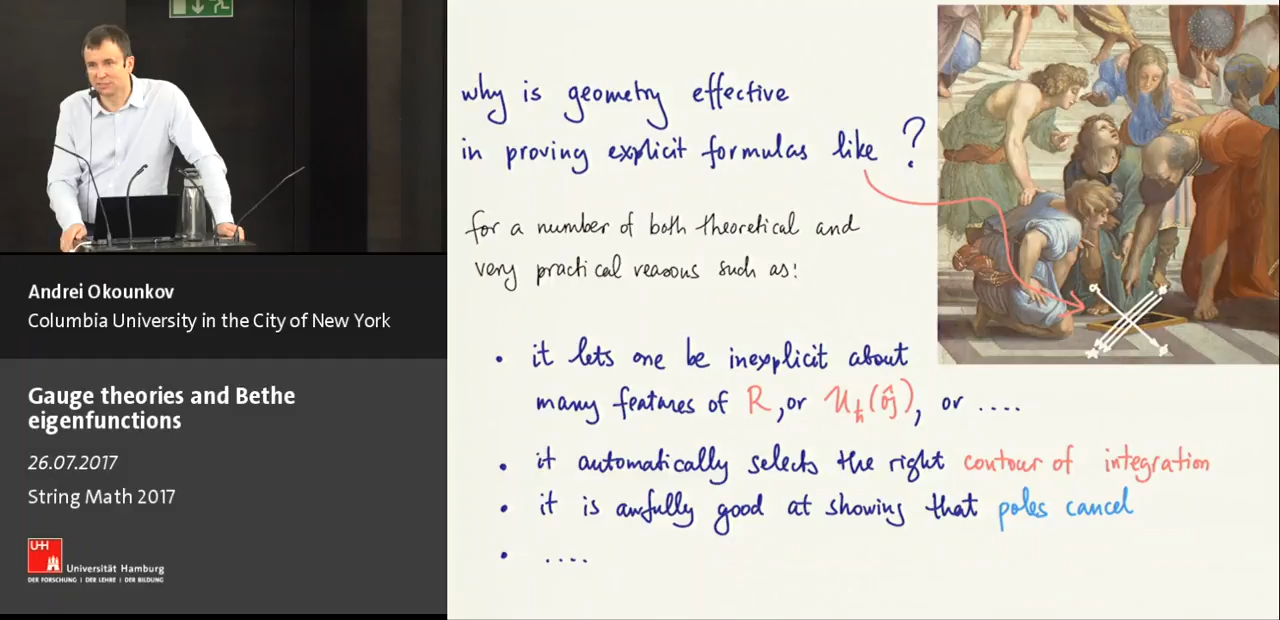 Andrei Okounkov
Columbia University in the City of New York
Gauge theories and Bethe
eigenfunctions
26.07.2017
String Math 2017
UHH
Universität Hamburg
DER FORSCHUNG | DER LEHRE | DER BILDUNG
why is geometry effective
in proving explicit formulas like ?
for a number of both theoretical and
very practical reasons such as:
• it lets one be inexplicit about
many features of R, or 𝒰ℏ(ĝ), or ....
• it automatically selects the right contour of integration
• it is awfully good at showing that poles cancel
• ....